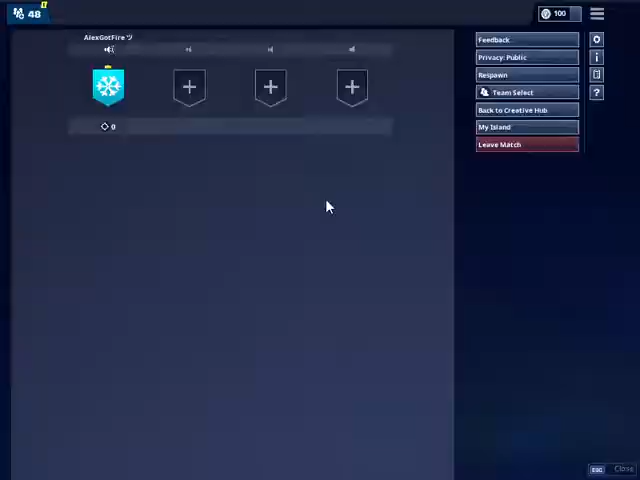 48
100
AlexGotFire ツ
Feedback
Privacy: Public
Respawn
Team Select
Back to Creative Hub
My Island
Leave Match
0
ESC Close